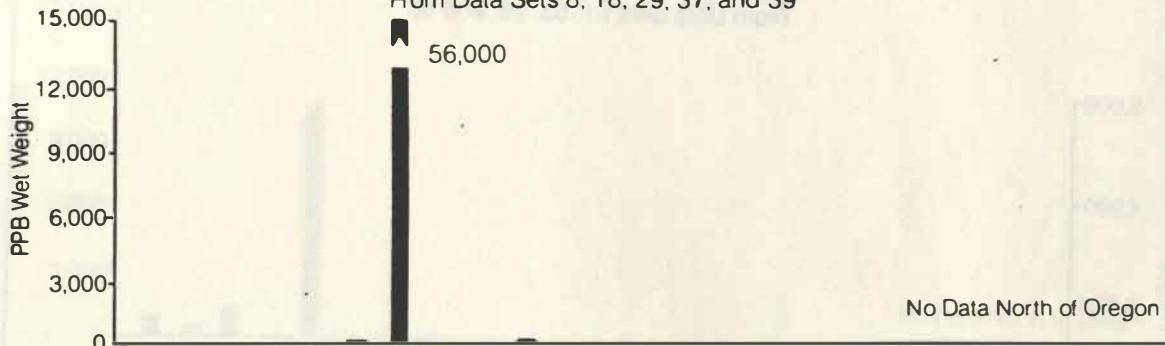 From Data Sets 8, 18, 29, 37, and 39
15,000
56,000
12,000
PPB Wet Weight
9,000
6,000
3,000
No Data North of Oregon
0